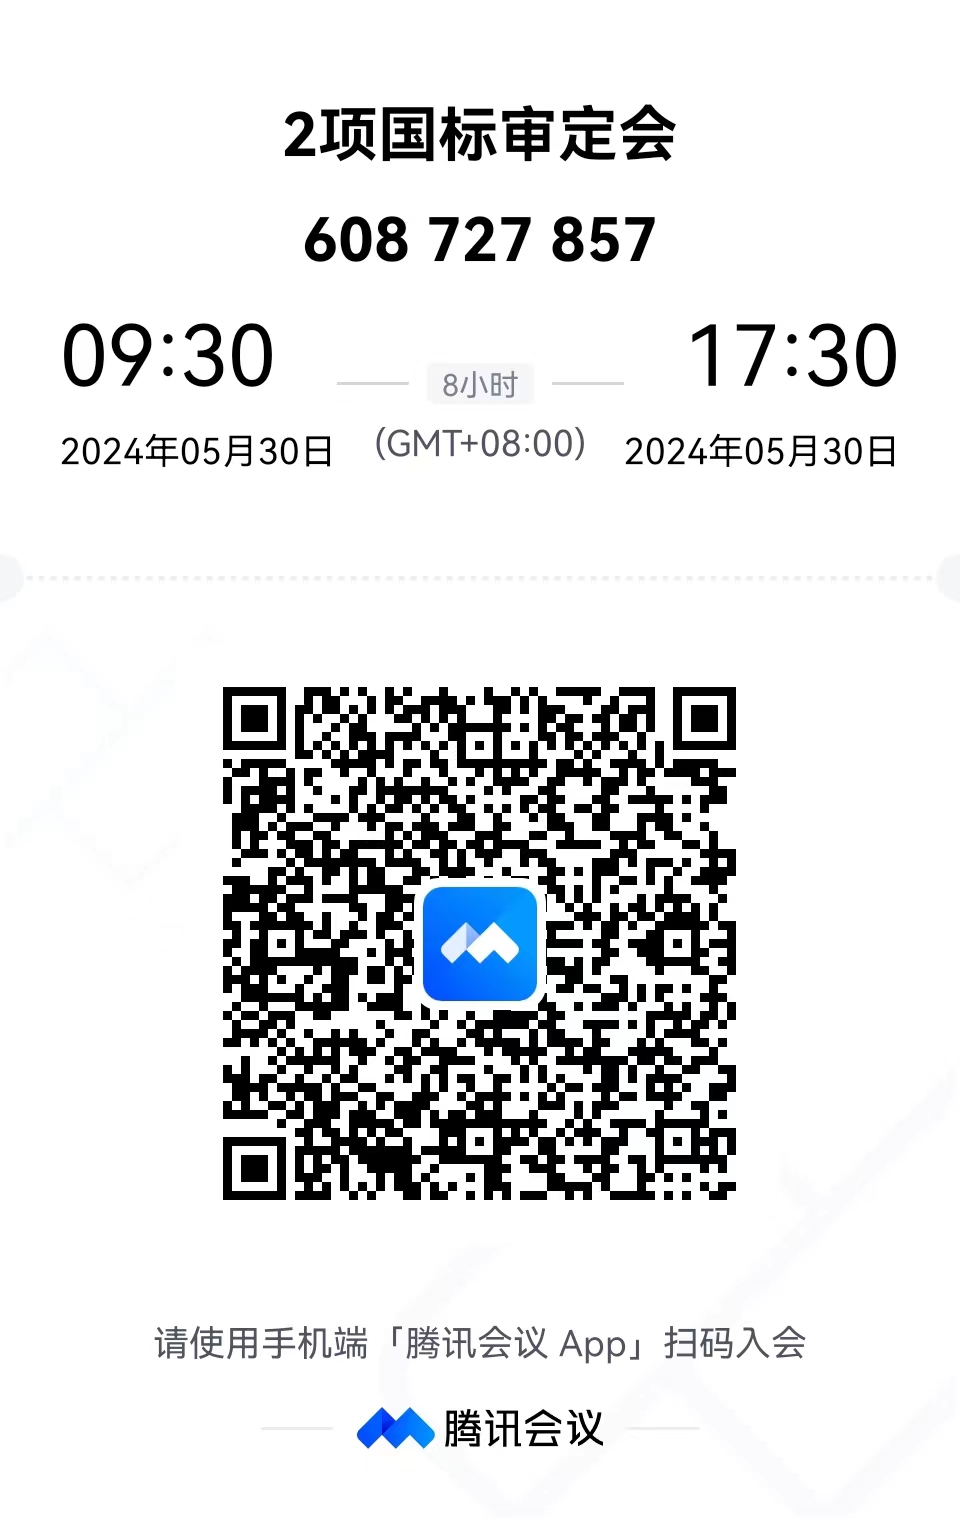 2项国标审定会
608 727 857
09:30 8小时 17:30
2024年05月30日 (GMT+08:00) 2024年05月30日
请使用手机端「腾讯会议 App」扫码入会
腾讯会议